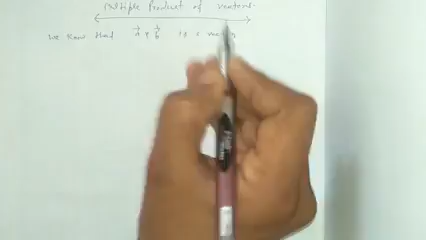 Multiple Product of vectors.
We know that a⃗ × b⃗ is a vector